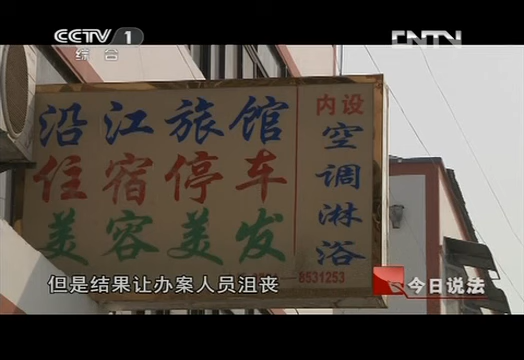 CCTV 1
综合
CNTN
沿江旅馆
住宿停车
美容美发
内设
空调淋浴
8531253
但是结果让办案人员沮丧
今日说法